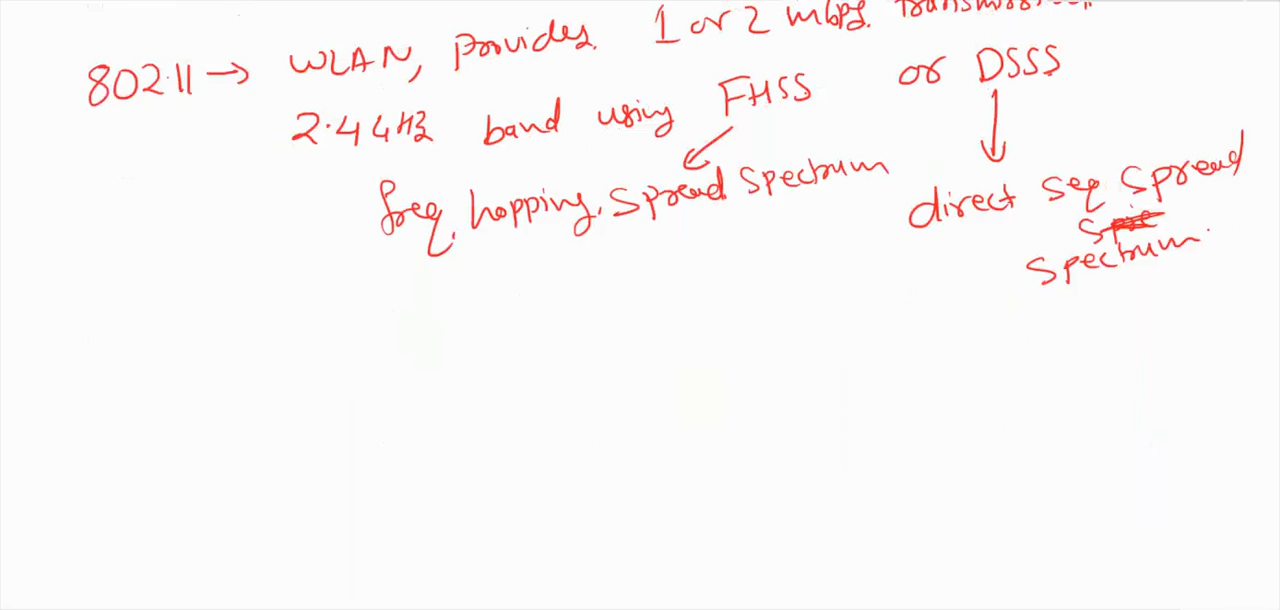 802.11 → WLAN, Provides 1 or 2 mbps. transmission
2.4 GHz band using FHSS or DSSS
freq. hopping. spread spectrum
direct seq spread
spectrum.